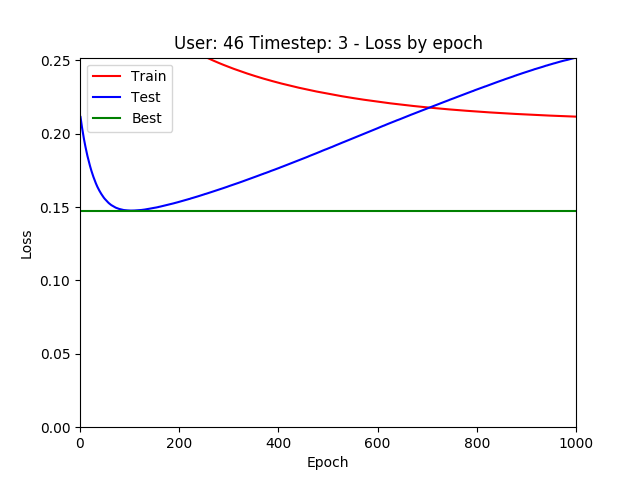 User: 46 Timestep: 3 - Loss by epoch
0.25
0.20
0.15
0.10
0.05
0.00
Loss
Train
Test
Best
0 200 400 600 800 1000
Epoch